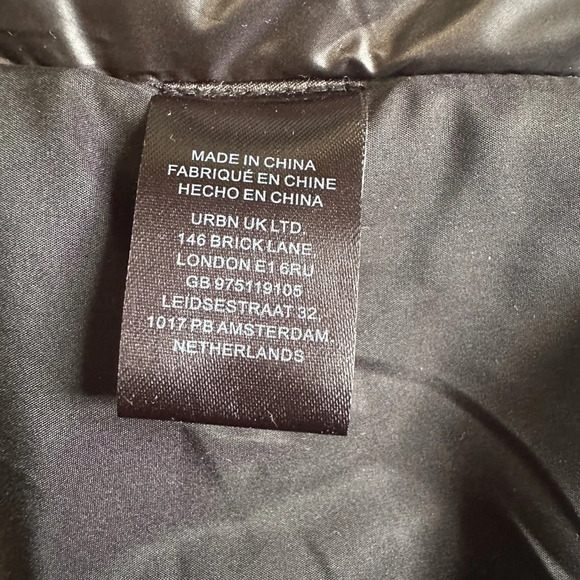 MADE IN CHINA
FABRIQUÉ EN CHINE
HECHO EN CHINA
URBN UK LTD.
146 BRICK LANE
LONDON E1 6RU
GB 975119105
LEIDSESTRAAT 32,
1017 PB AMSTERDAM,
NETHERLANDS